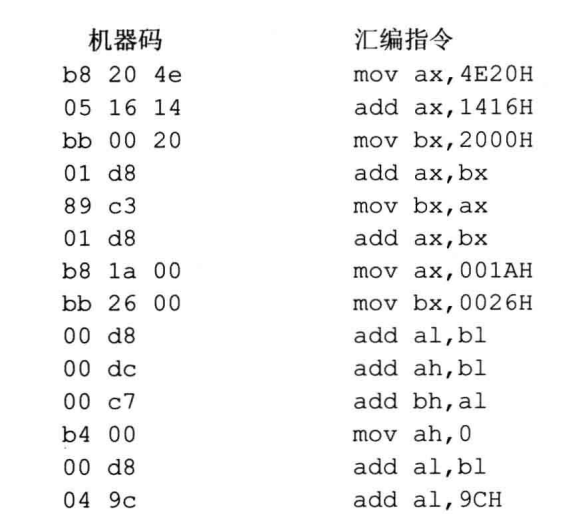 机器码 汇编指令
b8 20 4e mov ax,4E20H
05 16 14 add ax,1416H
bb 00 20 mov bx,2000H
01 d8 add ax,bx
89 c3 mov bx,ax
01 d8 add ax,bx
b8 1a 00 mov ax,001AH
bb 26 00 mov bx,0026H
00 d8 add al,bl
00 dc add ah,bl
00 c7 add bh,al
b4 00 mov ah,0
00 d8 add al,bl
04 9c add al,9CH